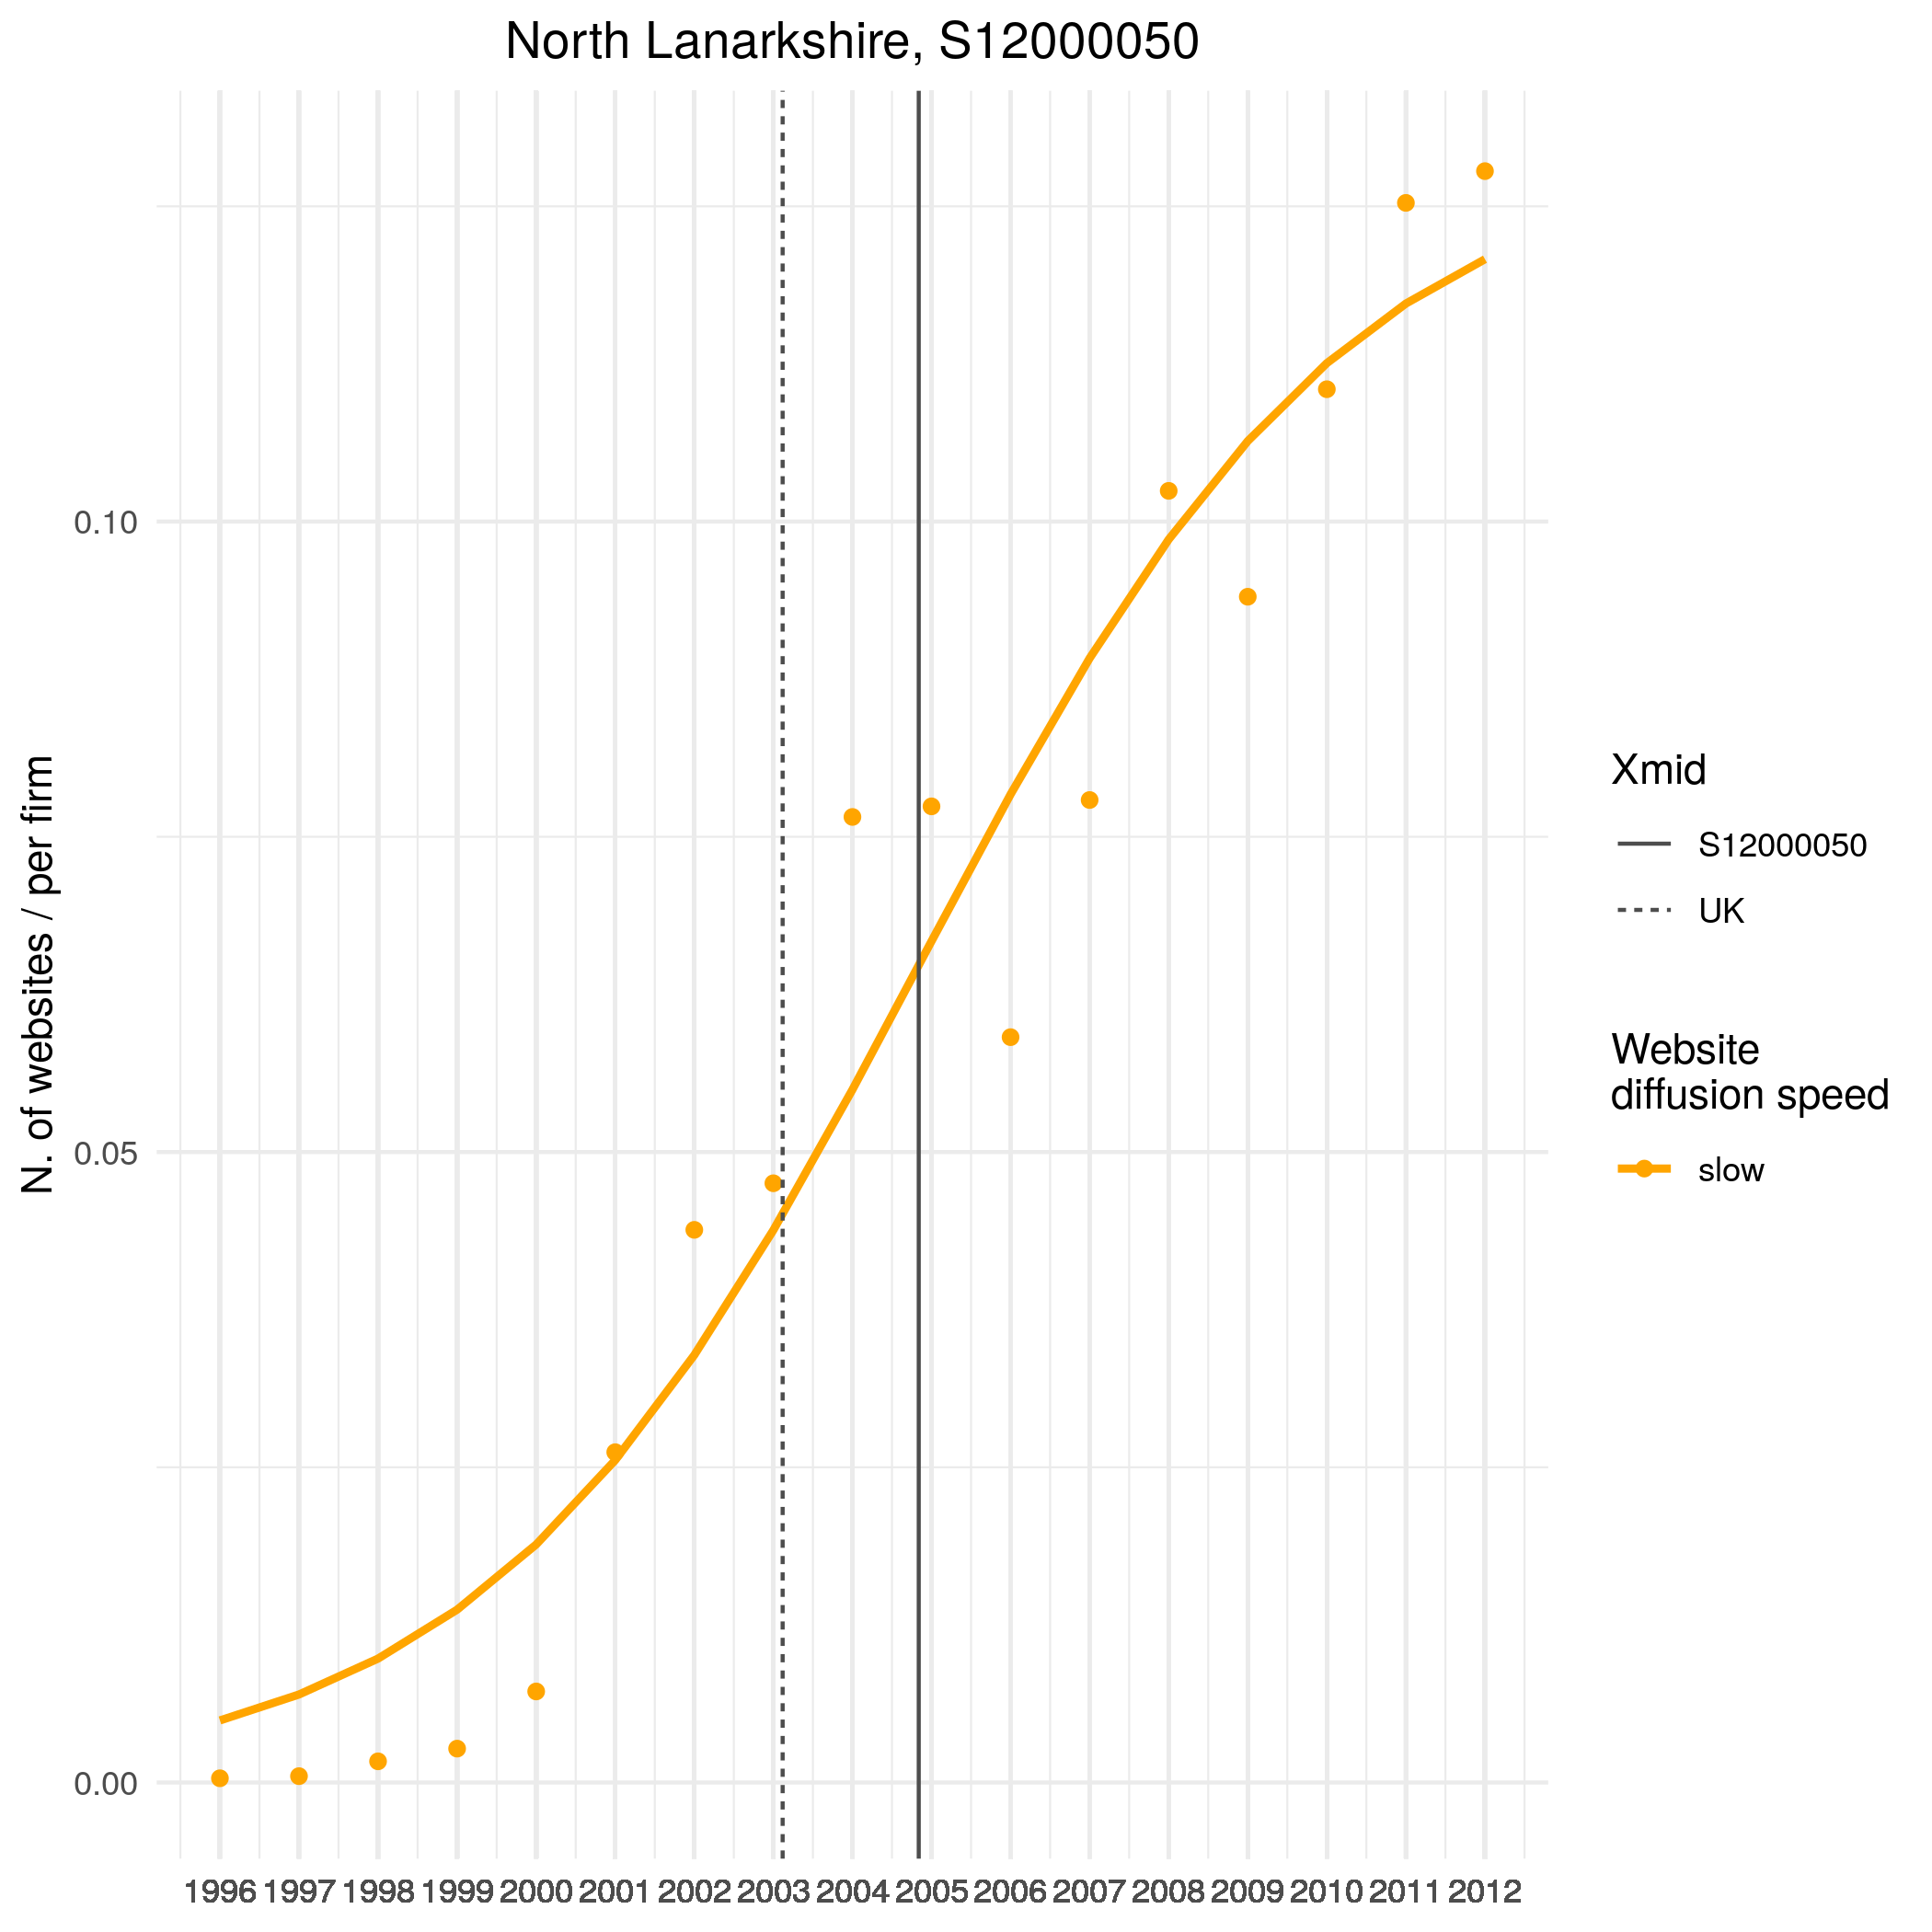 North Lanarkshire, S12000050
N. of websites / per firm
0.10
0.05
0.00
1996 1997 1998 1999 2000 2001 2002 2003 2004 2005 2006 2007 2008 2009 2010 2011 2012
Xmid
S12000050
UK
Website
diffusion speed
slow